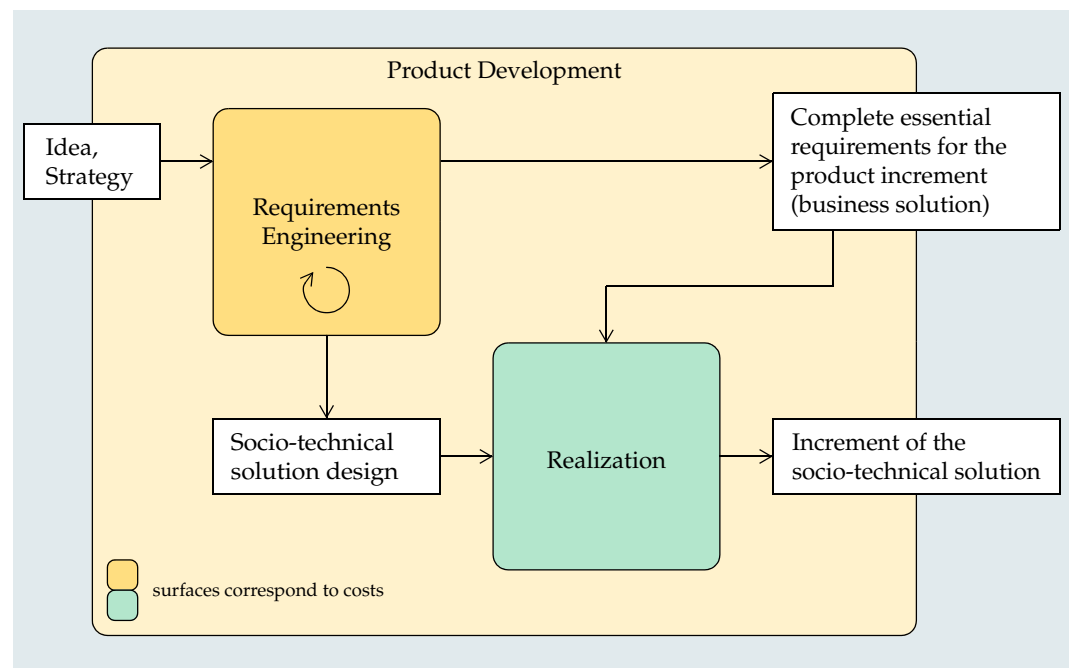 Product Development
Idea,
Strategy
Requirements
Engineering
Complete essential
requirements for the
product increment
(business solution)
Socio-technical
solution design
Realization
Increment of the
socio-technical solution
surfaces correspond to costs